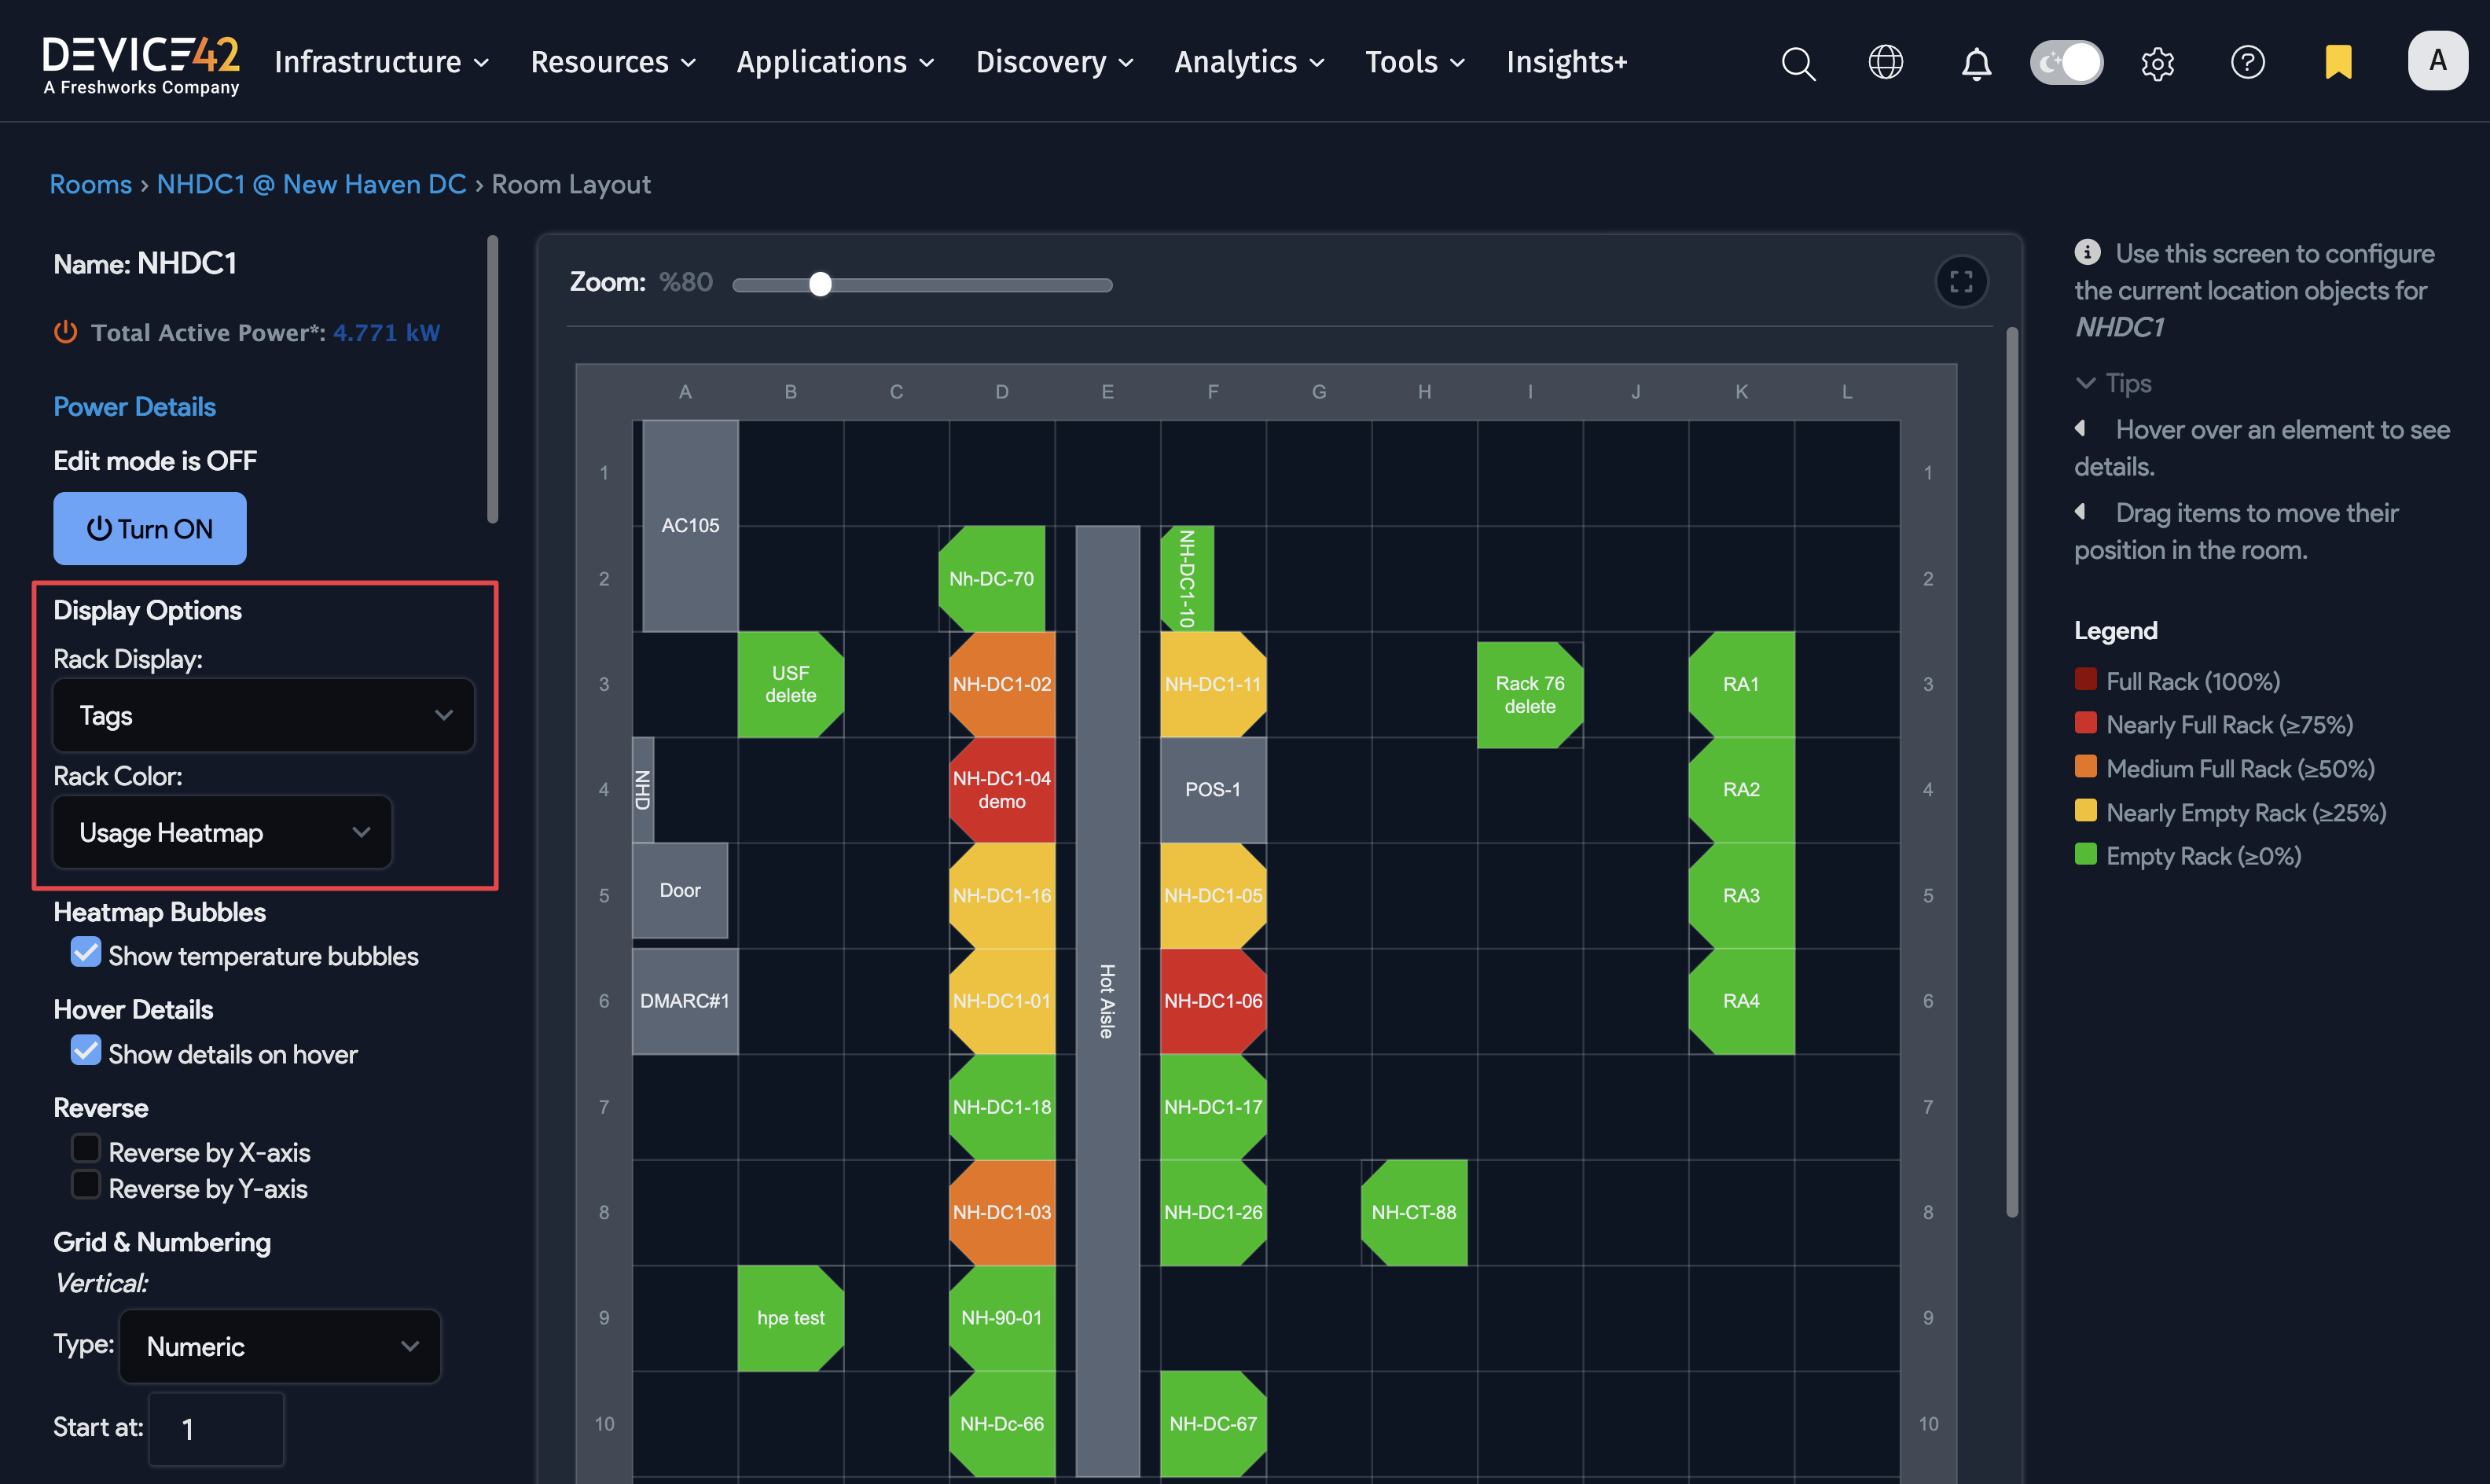 DEVICE42
A Freshworks Company
Infrastructure
Resources
Applications
Discovery
Analytics
Tools
Insights+
A
Rooms › NHDC1 @ New Haven DC › Room Layout
Name: NHDC1
Total Active Power*: 4.771 kW
Power Details
Edit mode is OFF
Turn ON
Display Options
Rack Display:
Tags
Rack Color:
Usage Heatmap
Heatmap Bubbles
Show temperature bubbles
Hover Details
Show details on hover
Reverse
Reverse by X-axis
Reverse by Y-axis
Grid & Numbering
Vertical:
Type: Numeric
Start at: 1
Zoom: %80
A B C D E F G H I J K L
1 1
AC105
2 Nh-DC-70 NH-DC1-10 2
3 USF delete NH-DC1-02 NH-DC1-11 Rack 76 delete RA1 3
4 NHD NH-DC1-04 demo POS-1 RA2 4
5 Door NH-DC1-16 NH-DC1-05 RA3 5
6 DMARC#1 NH-DC1-01 Hot Aisle NH-DC1-06 RA4 6
7 NH-DC1-18 NH-DC1-17 7
8 NH-DC1-03 NH-DC1-26 NH-CT-88 8
9 hpe test NH-90-01 9
10 NH-Dc-66 NH-DC-67 10
Use this screen to configure
the current location objects for
NHDC1
Tips
Hover over an element to see
details.
Drag items to move their
position in the room.
Legend
Full Rack (100%)
Nearly Full Rack (≥75%)
Medium Full Rack (≥50%)
Nearly Empty Rack (≥25%)
Empty Rack (≥0%)